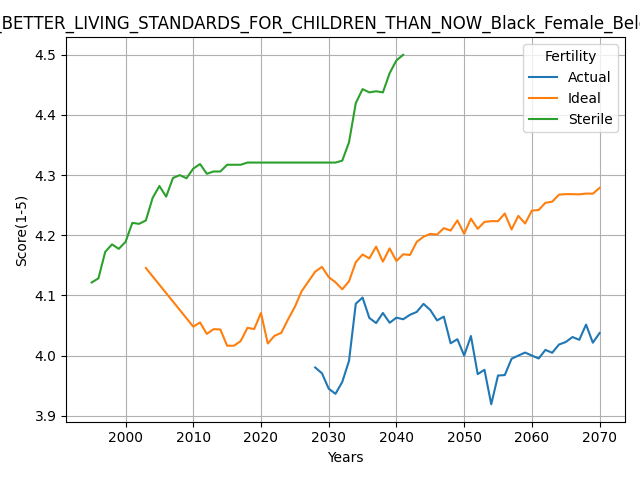 _BETTER_LIVING_STANDARDS_FOR_CHILDREN_THAN_NOW_Black_Female_Bel
4.5
4.4
4.3
4.2
4.1
4.0
3.9
Score(1-5)
Fertility
Actual
Ideal
Sterile
2000 2010 2020 2030 2040 2050 2060 2070
Years